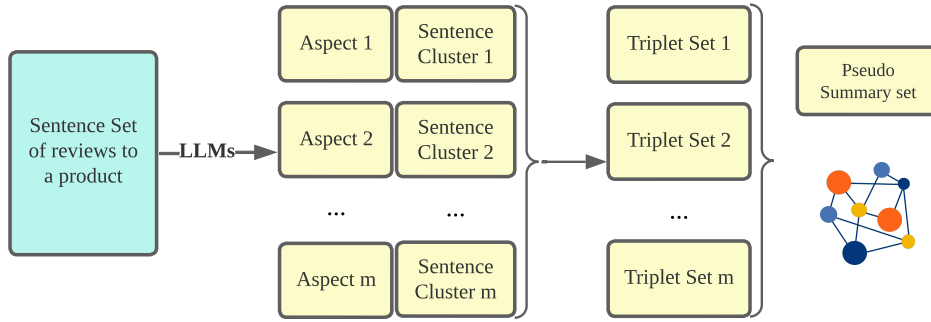 Sentence Set
of reviews to
a product
LLMs
Aspect 1
Sentence
Cluster 1
Aspect 2
Sentence
Cluster 2
...
...
Aspect m
Sentence
Cluster m
Triplet Set 1
Triplet Set 2
...
Triplet Set m
Pseudo
Summary set